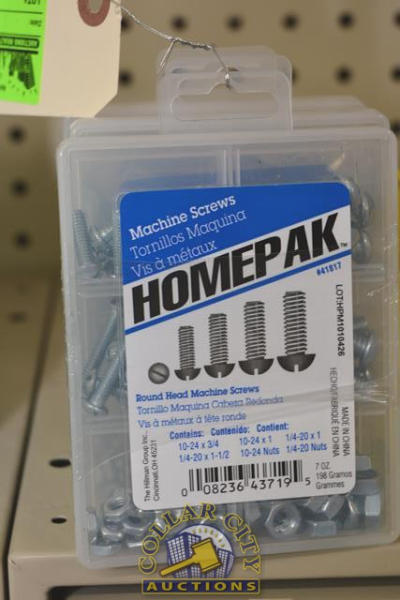 Machine Screws
Tornillos Maquina
Vis à métaux
HOMEPAK™
#41817
LOT:HPM1010426
Round Head Machine Screws
Tornillo Maquina Cabeza Redonda
Vis à métaux à tête ronde
Contains: Contenido: Contient:
10-24 x 3/4 10-24 x 1 1/4-20 x 1
1/4-20 x 1-1/2 10-24 Nuts 1/4-20 Nuts
The Hillman Group Inc.
Cincinnati, OH 45231
MADE IN CHINA
0 08236 43719 5
7 OZ.
198 Gramos
Grammes
COLLAR CITY
AUCTIONS